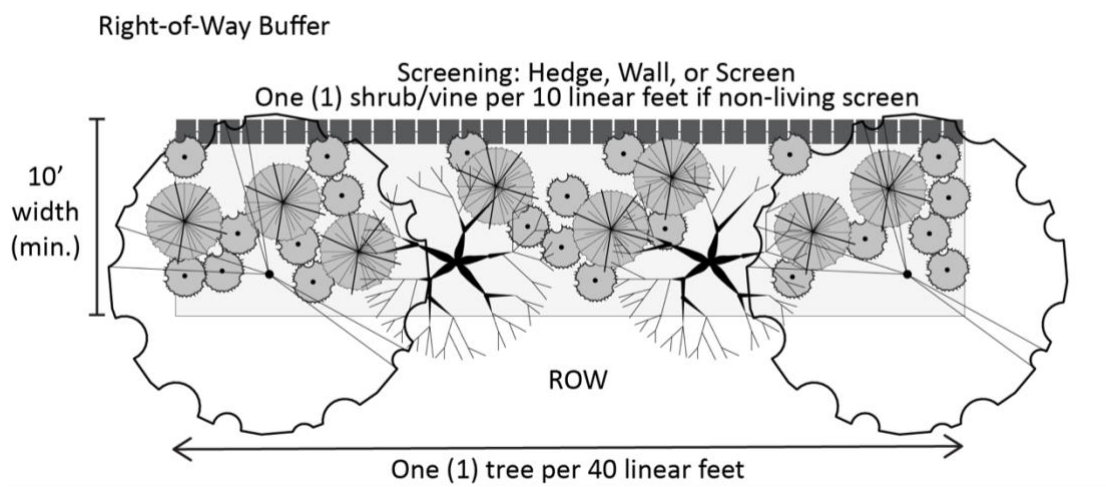 Right-of-Way Buffer
Screening: Hedge, Wall, or Screen
One (1) shrub/vine per 10 linear feet if non-living screen
10’
width
(min.)
ROW
One (1) tree per 40 linear feet